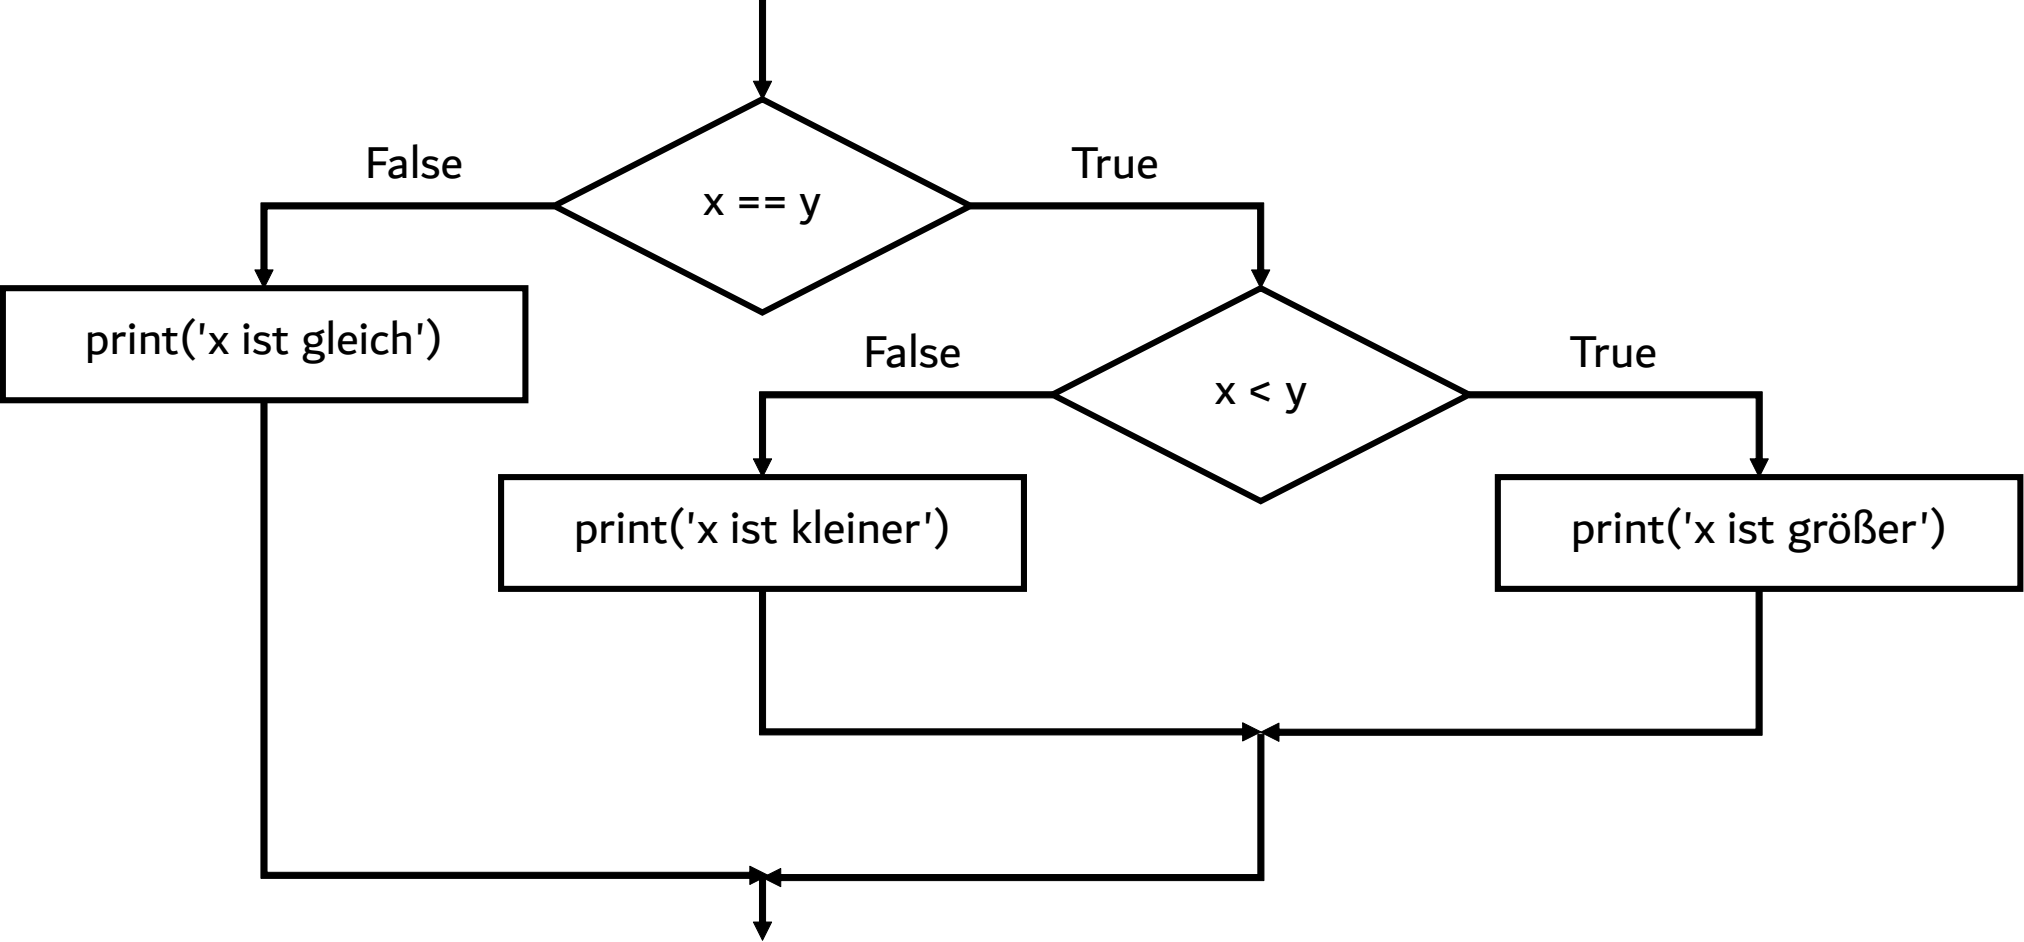 False
True
x == y
print('x ist gleich')
False
True
x < y
print('x ist kleiner')
print('x ist größer')